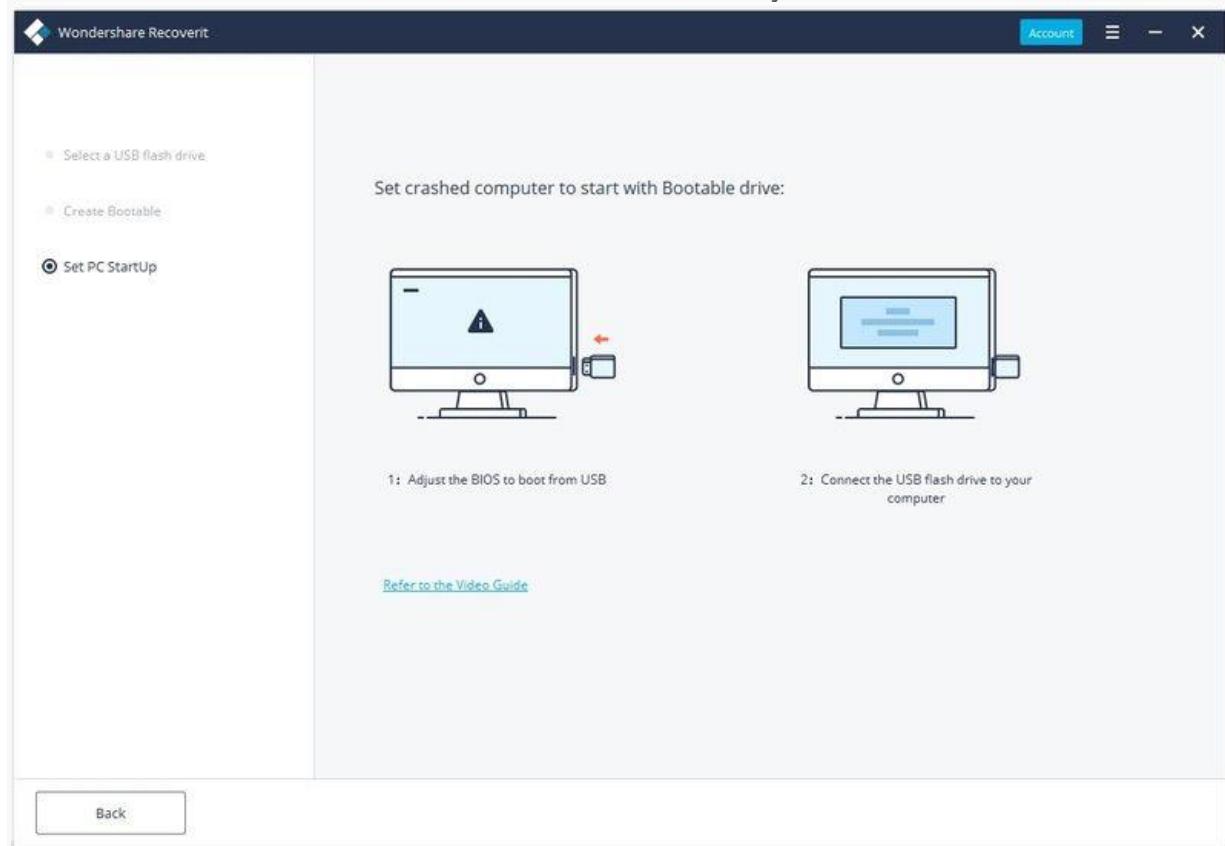 Wondershare Recoverit
Account
Select a USB flash drive
Create Bootable
Set PC StartUp
Set crashed computer to start with Bootable drive:
1: Adjust the BIOS to boot from USB
2: Connect the USB flash drive to your
computer
Refer to the Video Guide
Back